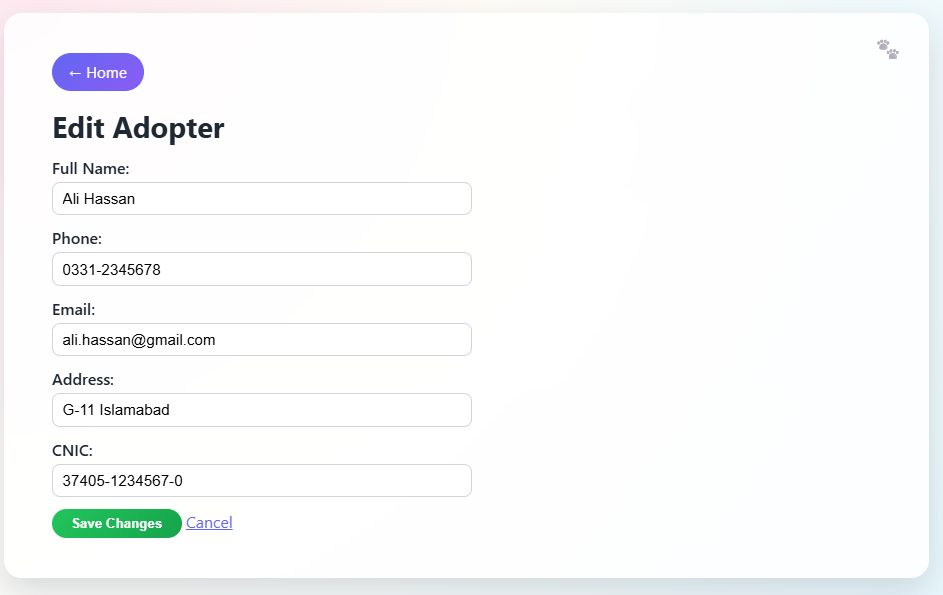 ← Home
Edit Adopter
Full Name:
Ali Hassan
Phone:
0331-2345678
Email:
ali.hassan@gmail.com
Address:
G-11 Islamabad
CNIC:
37405-1234567-0
Save Changes Cancel